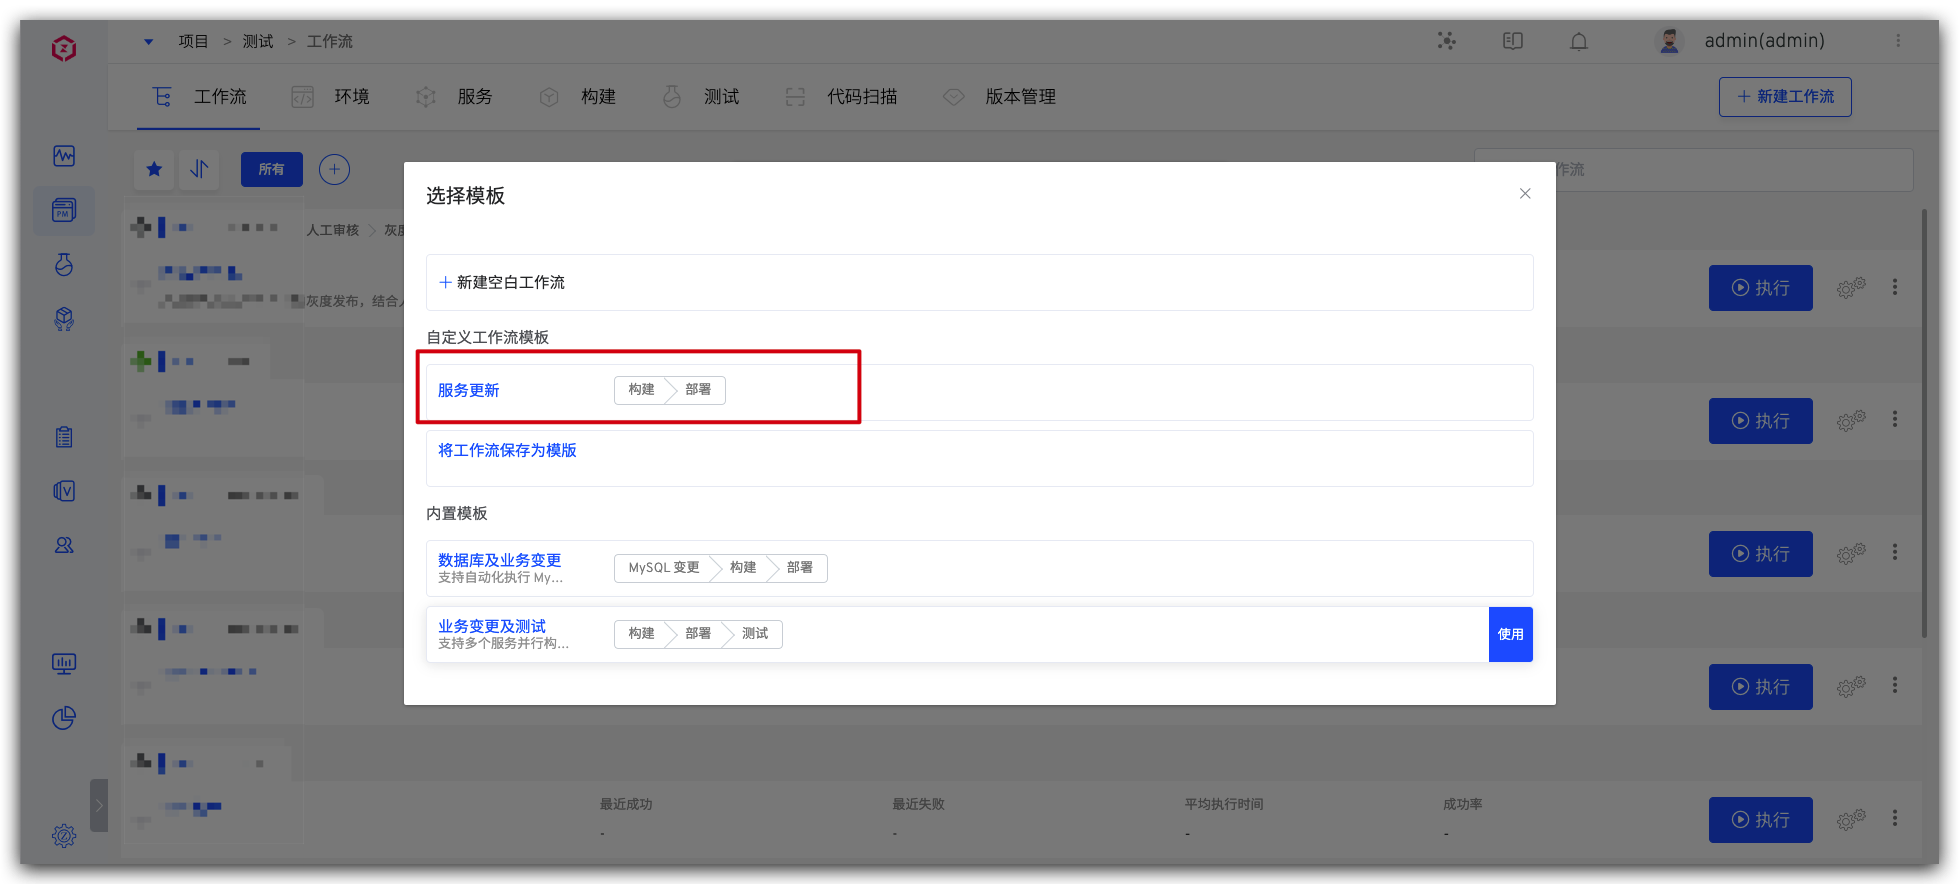 项目 > 测试 > 工作流
admin(admin)
工作流 环境 服务 构建 测试 代码扫描 版本管理
+ 新建工作流
PM
V
所有
作流
选择模板
+ 新建空白工作流
自定义工作流模板
服务更新 构建 部署
将工作流保存为模版
内置模板
数据库及业务变更
支持自动化执行 My...
MySQL 变更 构建 部署
业务变更及测试
支持多个服务并行构...
构建 部署 测试
使用
人工审核 灰度
灰度发布，结合人
执行
执行
执行
执行
最近成功 最近失败 平均执行时间 成功率
- - - -
执行